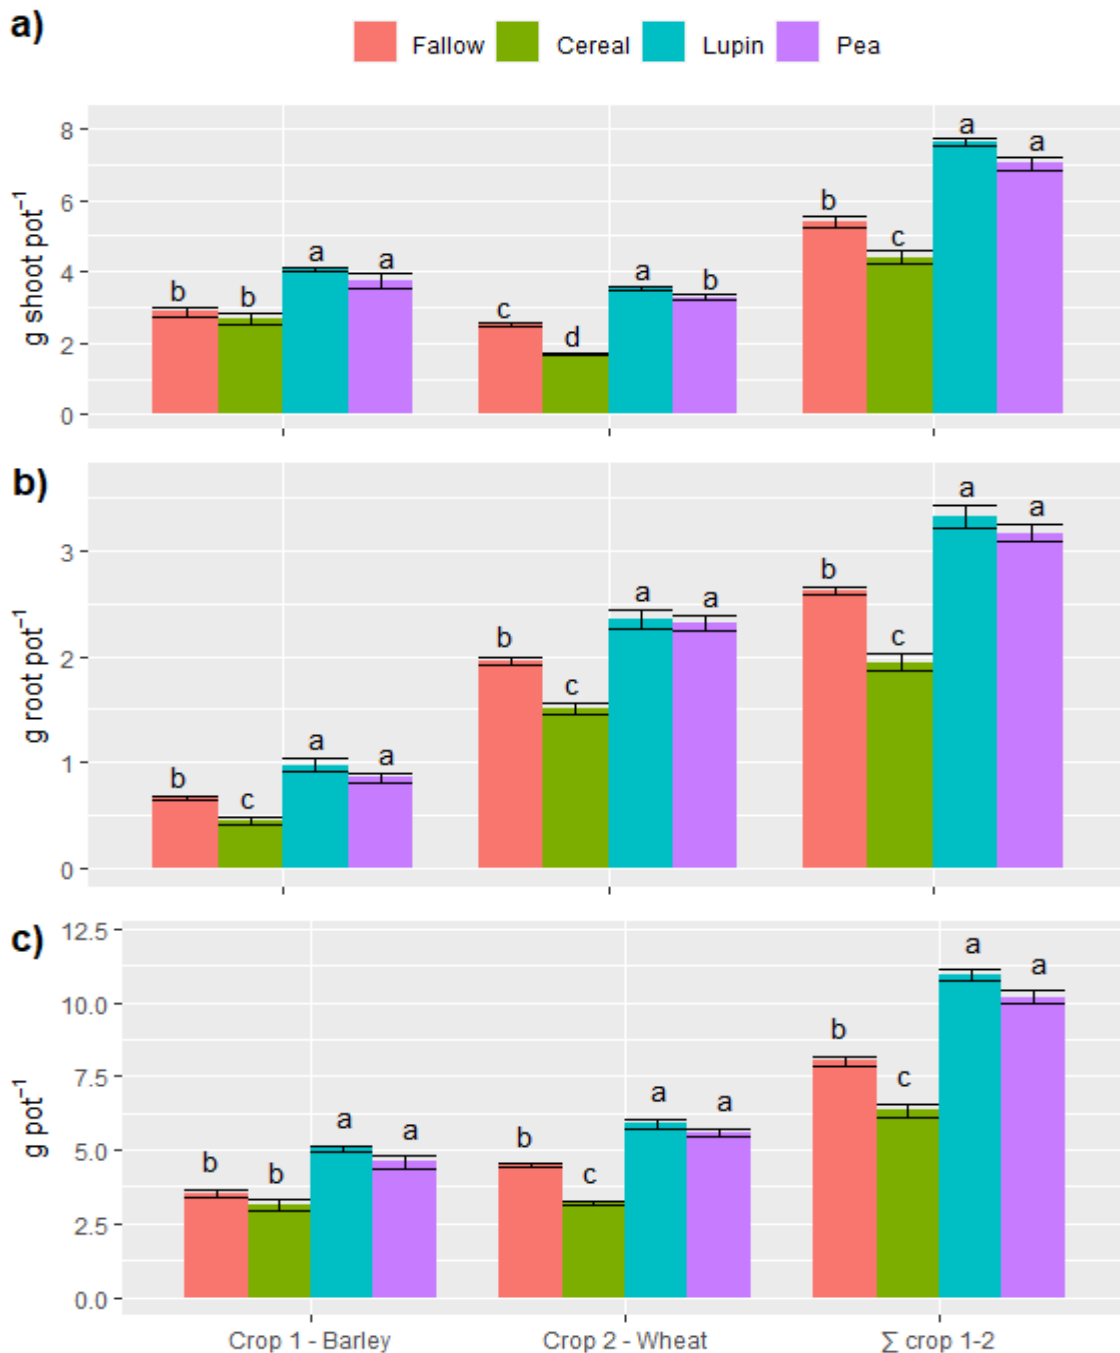 a)
Fallow Cereal Lupin Pea
g shoot pot⁻¹
8
6
4
2
0
b b a a
c d a b
b c a a
b)
g root pot⁻¹
3
2
1
0
b c a a
b c a a
b c a a
c)
g pot⁻¹
12.5
10.0
7.5
5.0
2.5
0.0
b b a a
b c a a
b c a a
Crop 1 - Barley Crop 2 - Wheat ∑ crop 1-2